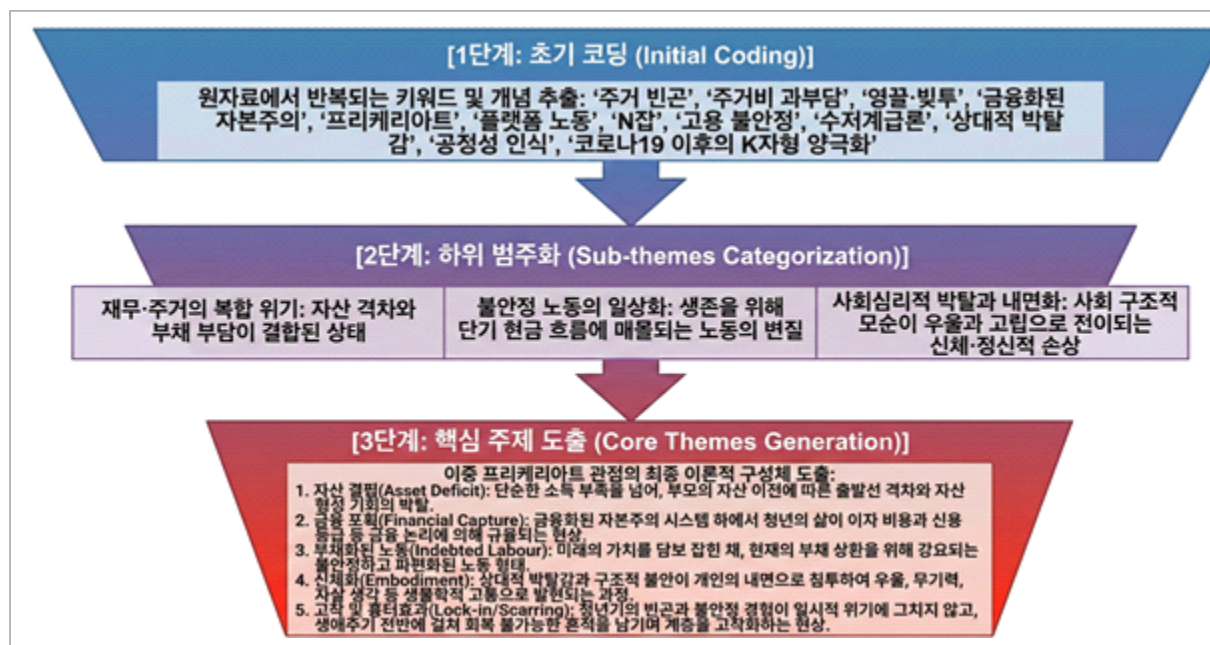 [1단계: 초기 코딩 (Initial Coding)]
원자료에서 반복되는 키워드 및 개념 추출: ‘주거 빈곤’, ‘주거비 과부담’, ‘영끌·빚투’, ‘금융화된
자본주의’, ‘프리케리아트’, ‘플랫폼 노동’, ‘N잡’, ‘고용 불안정’, ‘수저계급론’, ‘상대적 박탈
감’, ‘공정성 인식’, ‘코로나19 이후의 K자형 양극화’
[2단계: 하위 범주화 (Sub-themes Categorization)]
재무·주거의 복합 위기: 자산 격차와
부채 부담이 결합된 상태
불안정 노동의 일상화: 생존을 위해
단기 현금 흐름에 매몰되는 노동의 변질
사회심리적 박탈과 내면화: 사회 구조적
모순이 우울과 고립으로 전이되는
신체·정신적 손상
[3단계: 핵심 주제 도출 (Core Themes Generation)]
이중 프리케리아트 관점의 최종 이론적 구성체 도출:
1. 자산 결핍(Asset Deficit): 단순한 소득 부족을 넘어, 부모의 자산 이전에 따른 출발선 격차와 자산
형성 기회의 박탈.
2. 금융 포획(Financial Capture): 금융화된 자본주의 시스템 하에서 청년의 삶이 이자 비용과 신용
등급 등 금융 논리에 의해 규율되는 현상.
3. 부채화된 노동(Indebted Labour): 미래의 가치를 담보 잡힌 채, 현재의 부채 상환을 위해 강요되는
불안정하고 파편화된 노동 형태.
4. 신체화(Embodiment): 상대적 박탈감과 구조적 불안이 개인의 내면으로 침투하여 우울, 무기력,
자살 생각 등 생물학적 고통으로 발현되는 과정.
5. 고착 및 흉터효과(Lock-in/Scarring): 청년기의 빈곤과 불안정 경험이 일시적 위기에 그치지 않고,
생애주기 전반에 걸쳐 회복 불가능한 흔적을 남기며 계층을 고착화하는 현상.